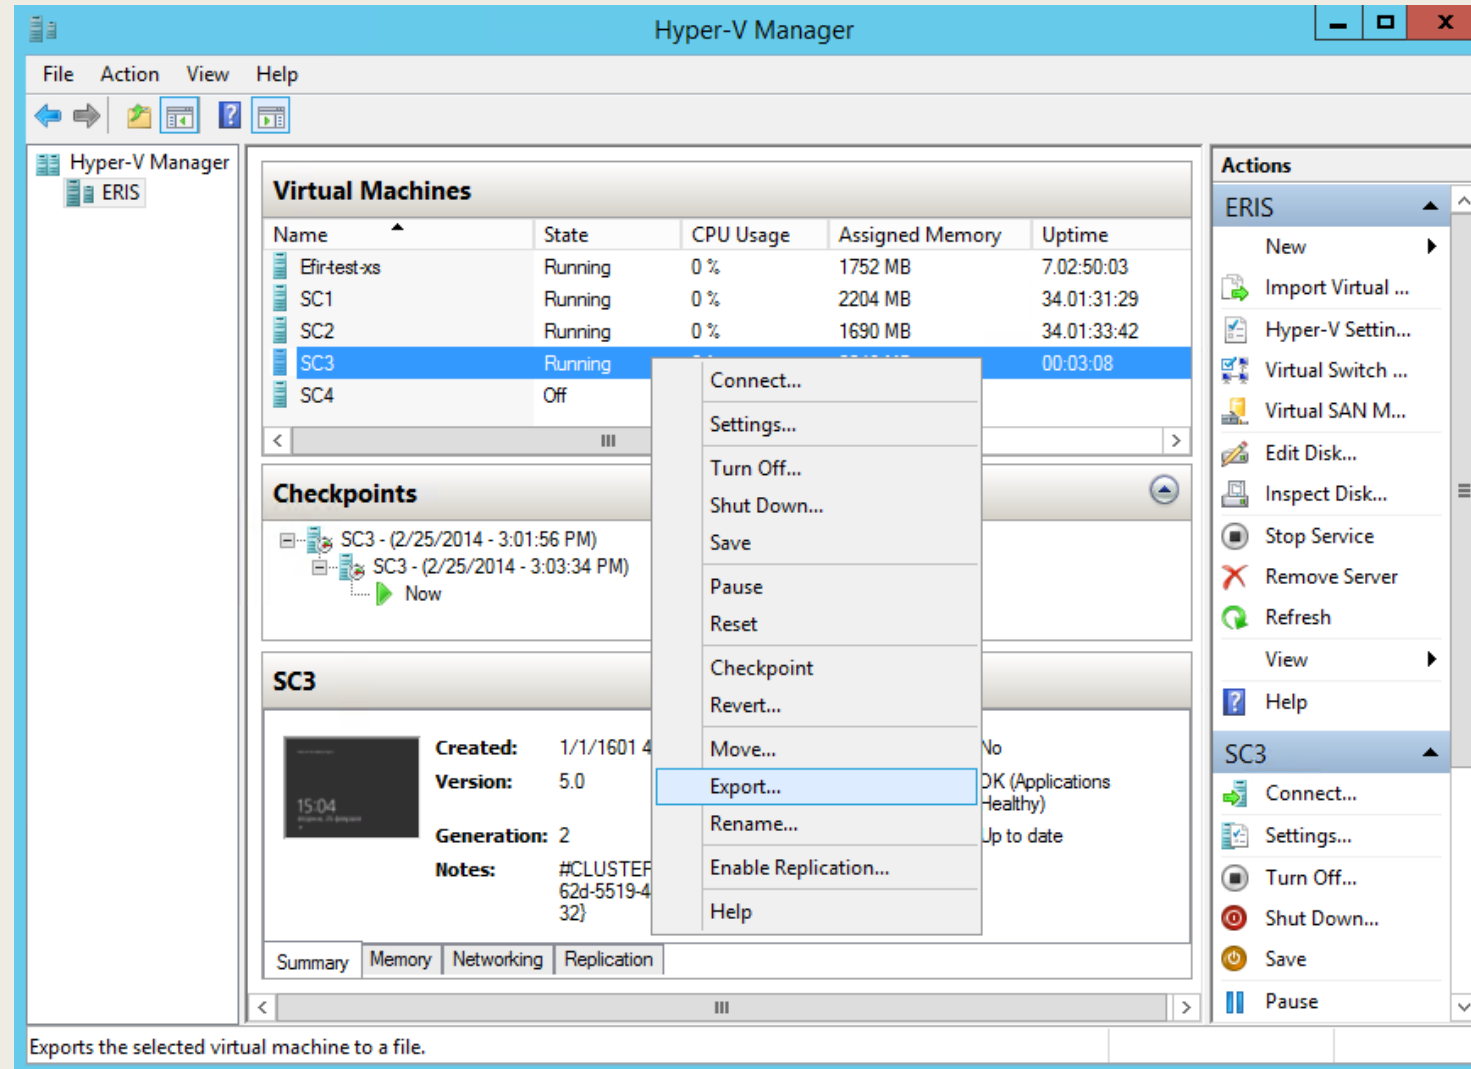 Hyper-V Manager
File Action View Help
Hyper-V Manager
ERIS
Virtual Machines
Name State CPU Usage Assigned Memory Uptime
Efir-test-xs Running 0 % 1752 MB 7.02:50:03
SC1 Running 0 % 2204 MB 34.01:31:29
SC2 Running 0 % 1690 MB 34.01:33:42
SC3 Running 00:03:08
SC4 Off
Checkpoints
SC3 - (2/25/2014 - 3:01:56 PM)
SC3 - (2/25/2014 - 3:03:34 PM)
Now
SC3
15:04
Created: 1/1/1601 4
Version: 5.0
Generation: 2
Notes: #CLUSTER
62d-5519-4
32}
No
OK (Applications
Healthy)
Up to date
Summary Memory Networking Replication
Connect...
Settings...
Turn Off...
Shut Down...
Save
Pause
Reset
Checkpoint
Revert...
Move...
Export...
Rename...
Enable Replication...
Help
Actions
ERIS
New
Import Virtual ...
Hyper-V Settin...
Virtual Switch ...
Virtual SAN M...
Edit Disk...
Inspect Disk...
Stop Service
Remove Server
Refresh
View
Help
SC3
Connect...
Settings...
Turn Off...
Shut Down...
Save
Pause
Exports the selected virtual machine to a file.